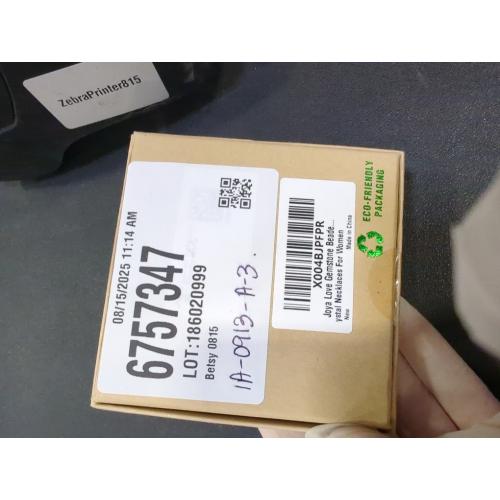 ZebraPrinter815
08/15/2025 11:14 AM
6757347
LOT:186020999
Betsy 0815
1A-0913-A-3.
X004BJPFPR
Joya Love Gemstone Beade...
ystal Necklaces For Women
New
Made in China
ECO-FRIENDLY
PACKAGING